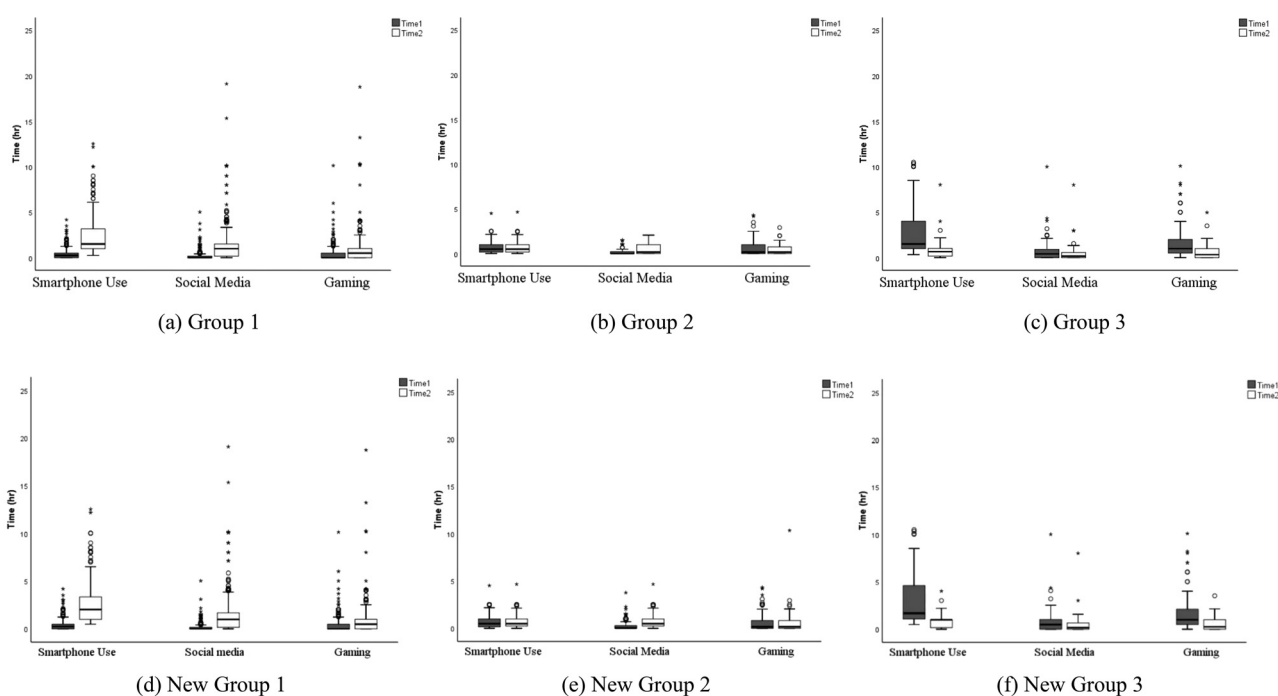 Time1
Time2
25
20
15
10
5
0
Time (hr)
Smartphone Use Social Media Gaming
(a) Group 1
Time1
Time2
25
20
15
10
5
0
Time (hr)
Smartphone Use Social Media Gaming
(b) Group 2
Time1
Time2
25
20
15
10
5
0
Time (hr)
Smartphone Use Social Media Gaming
(c) Group 3
Time1
Time2
25
20
15
10
5
0
Time (hr)
Smartphone Use Social media Gaming
(d) New Group 1
Time1
Time2
25
20
15
10
5
0
Time (hr)
Smartphone Use Social Media Gaming
(e) New Group 2
Time1
Time2
25
20
15
10
5
0
Time (hr)
Smartphone Use Social Media Gaming
(f) New Group 3